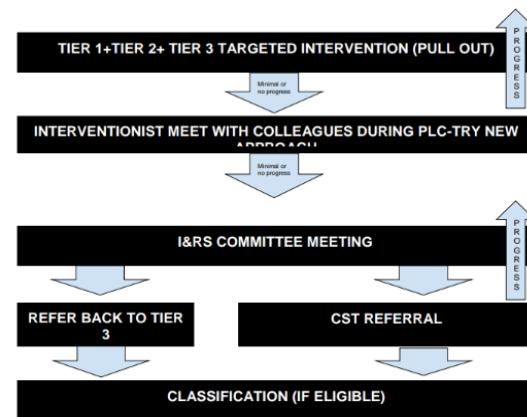 TIER 1+TIER 2+ TIER 3 TARGETED INTERVENTION (PULL OUT)
PROGRESS
Minimal or
no progress
INTERVENTIONIST MEET WITH COLLEAGUES DURING PLC-TRY NEW
APPROACH
Minimal or
no progress
I&RS COMMITTEE MEETING
PROGRESS
REFER BACK TO TIER
3
CST REFERRAL
CLASSIFICATION (IF ELIGIBLE)